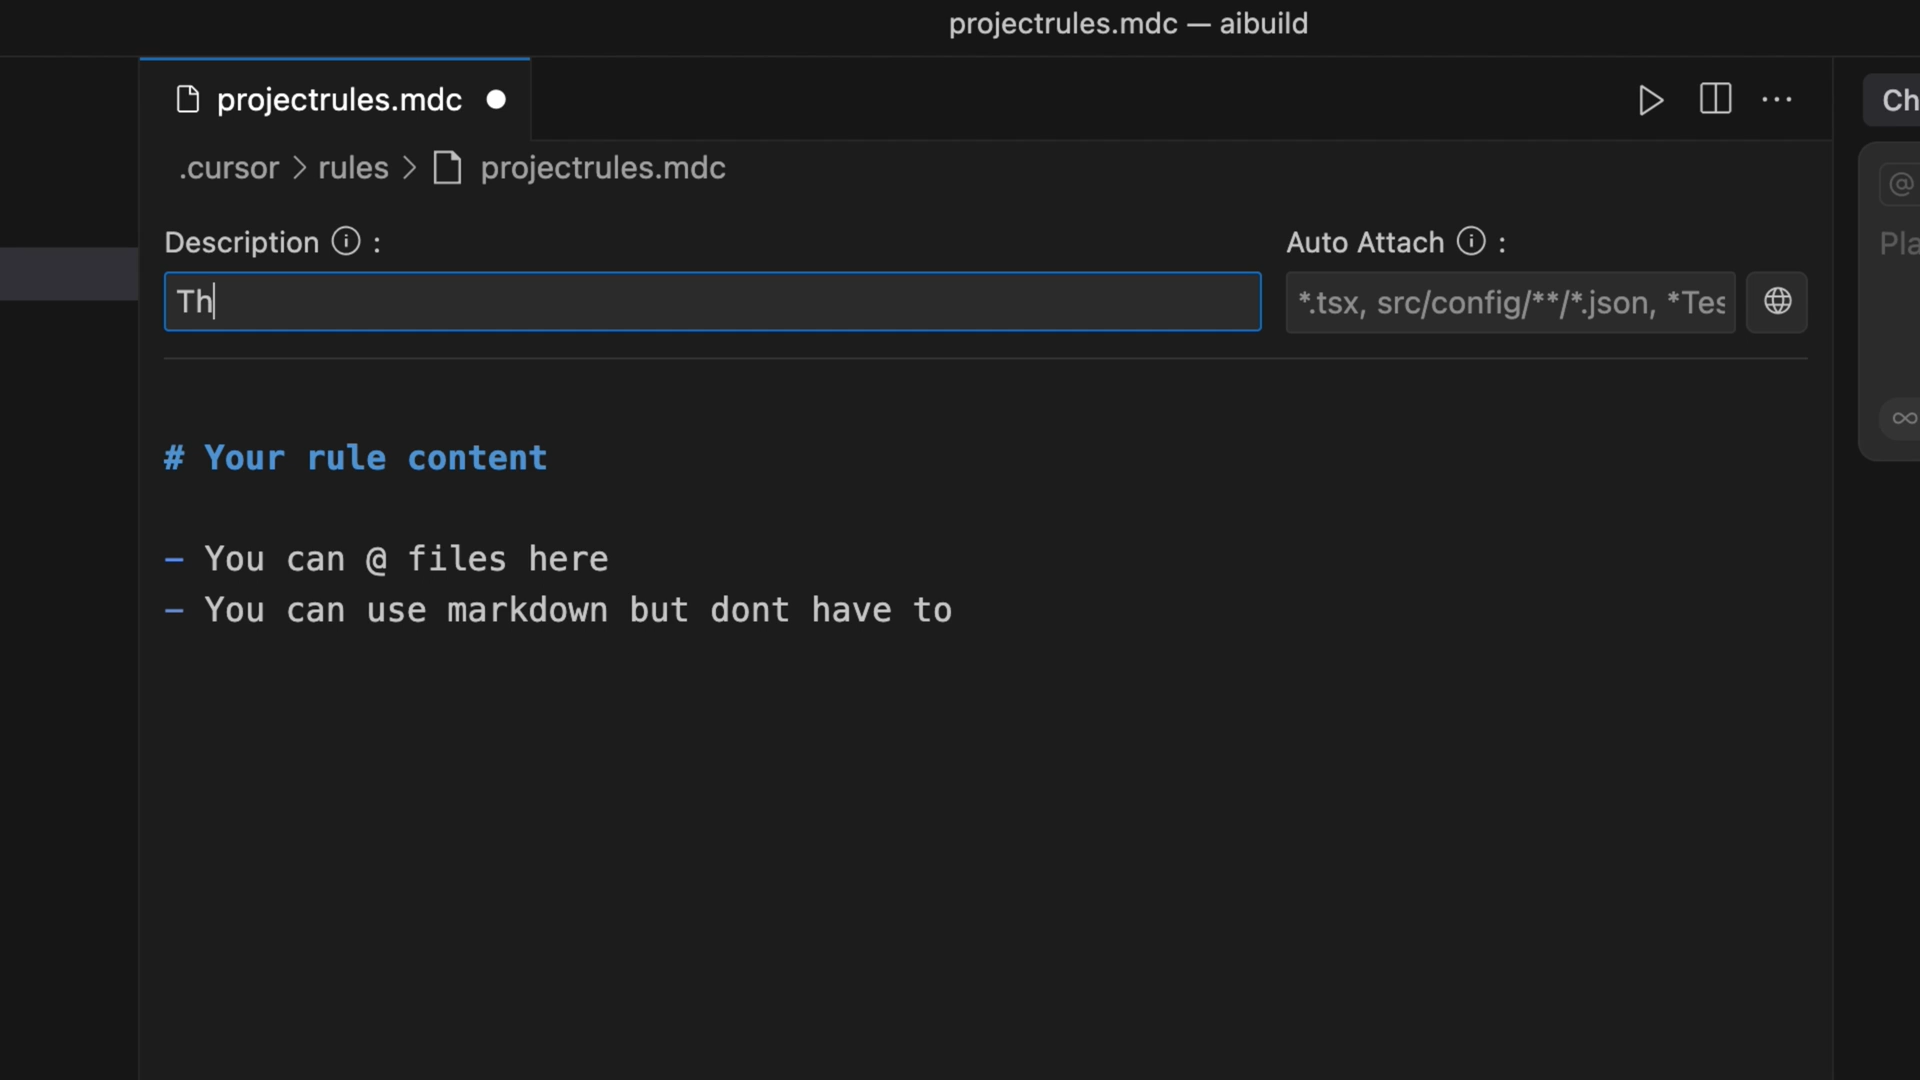 projectrules.mdc — aibuild
projectrules.mdc
.cursor > rules > projectrules.mdc
Description ⓘ :
Auto Attach ⓘ :
Th
*.tsx, src/config/**/*.json, *Tes
# Your rule content
- You can @ files here
- You can use markdown but dont have to
Ch
@
Pla
∞